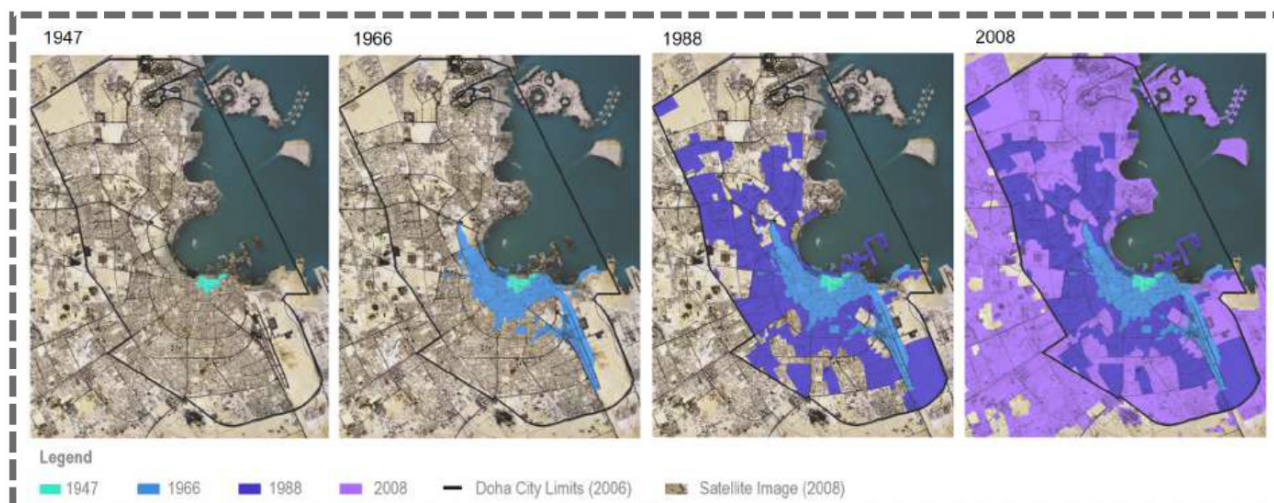 1947 1966 1988 2008
Legend
1947 1966 1988 2008 Doha City Limits (2006) Satellite Image (2008)